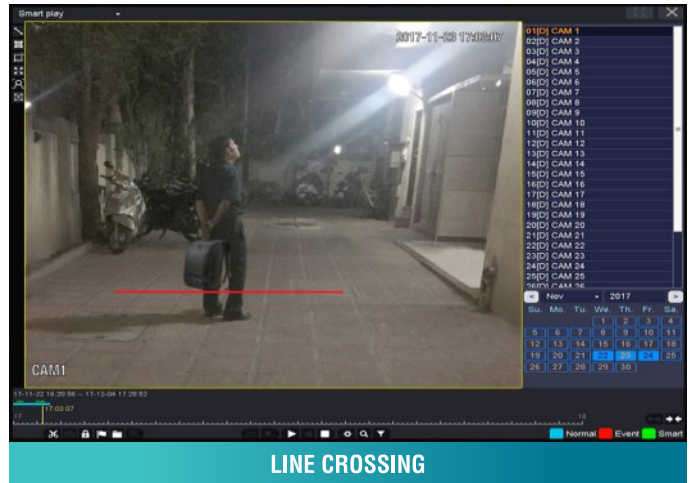 Smart play
2017-11-23 17:03:07
CAM1
01[D] CAM 1
02[D] CAM 2
03[D] CAM 3
04[D] CAM 4
05[D] CAM 5
06[D] CAM 6
07[D] CAM 7
08[D] CAM 8
09[D] CAM 9
10[D] CAM 10
11[D] CAM 11
12[D] CAM 12
13[D] CAM 13
14[D] CAM 14
15[D] CAM 15
16[D] CAM 16
17[D] CAM 17
18[D] CAM 18
19[D] CAM 19
20[D] CAM 20
21[D] CAM 21
22[D] CAM 22
23[D] CAM 23
24[D] CAM 24
25[D] CAM 25
26[D] CAM 26
< Nov 2017 >
Su. Mo. Tu. We. Th. Fr. Sa.
1 2 3 4
5 6 7 8 9 10 11
12 13 14 15 16 17 18
19 20 21 22 23 24 25
26 27 28 29 30
17-11-22 16:20:56 -- 17-12-04 17:28:52
17:03:07
17 18
Normal Event Smart
LINE CROSSING